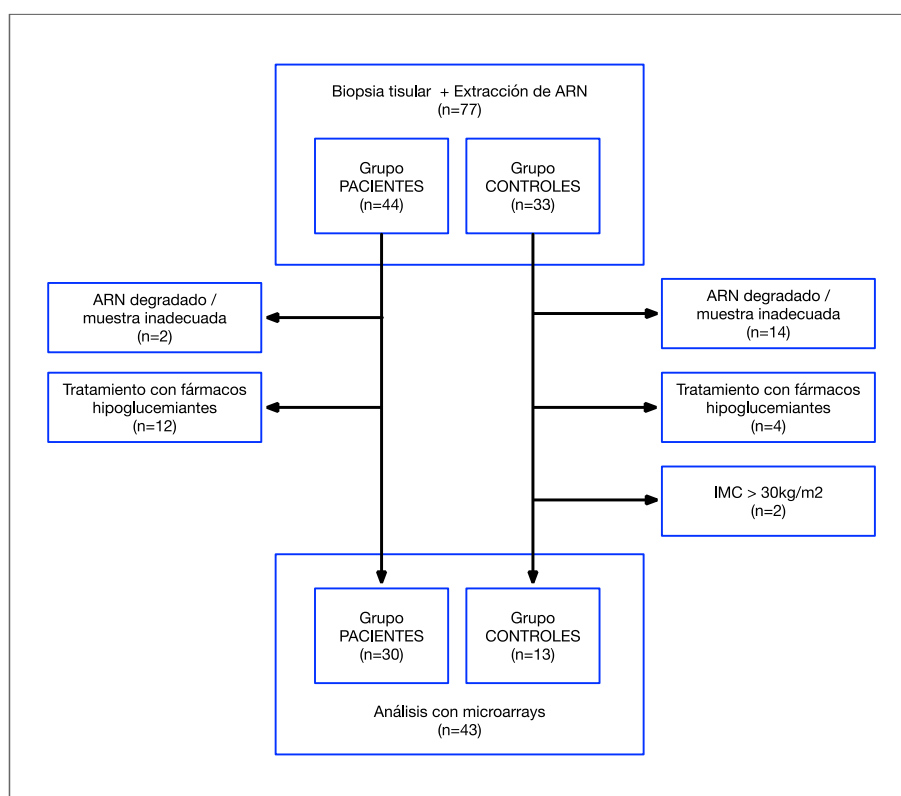 Biopsia tisular + Extracción de ARN
(n=77)
Grupo
PACIENTES
(n=44)
Grupo
CONTROLES
(n=33)
ARN degradado /
muestra inadecuada
(n=2)
ARN degradado /
muestra inadecuada
(n=14)
Tratamiento con fármacos
hipoglucemiantes
(n=12)
Tratamiento con fármacos
hipoglucemiantes
(n=4)
IMC > 30kg/m2
(n=2)
Grupo
PACIENTES
(n=30)
Grupo
CONTROLES
(n=13)
Análisis con microarrays
(n=43)